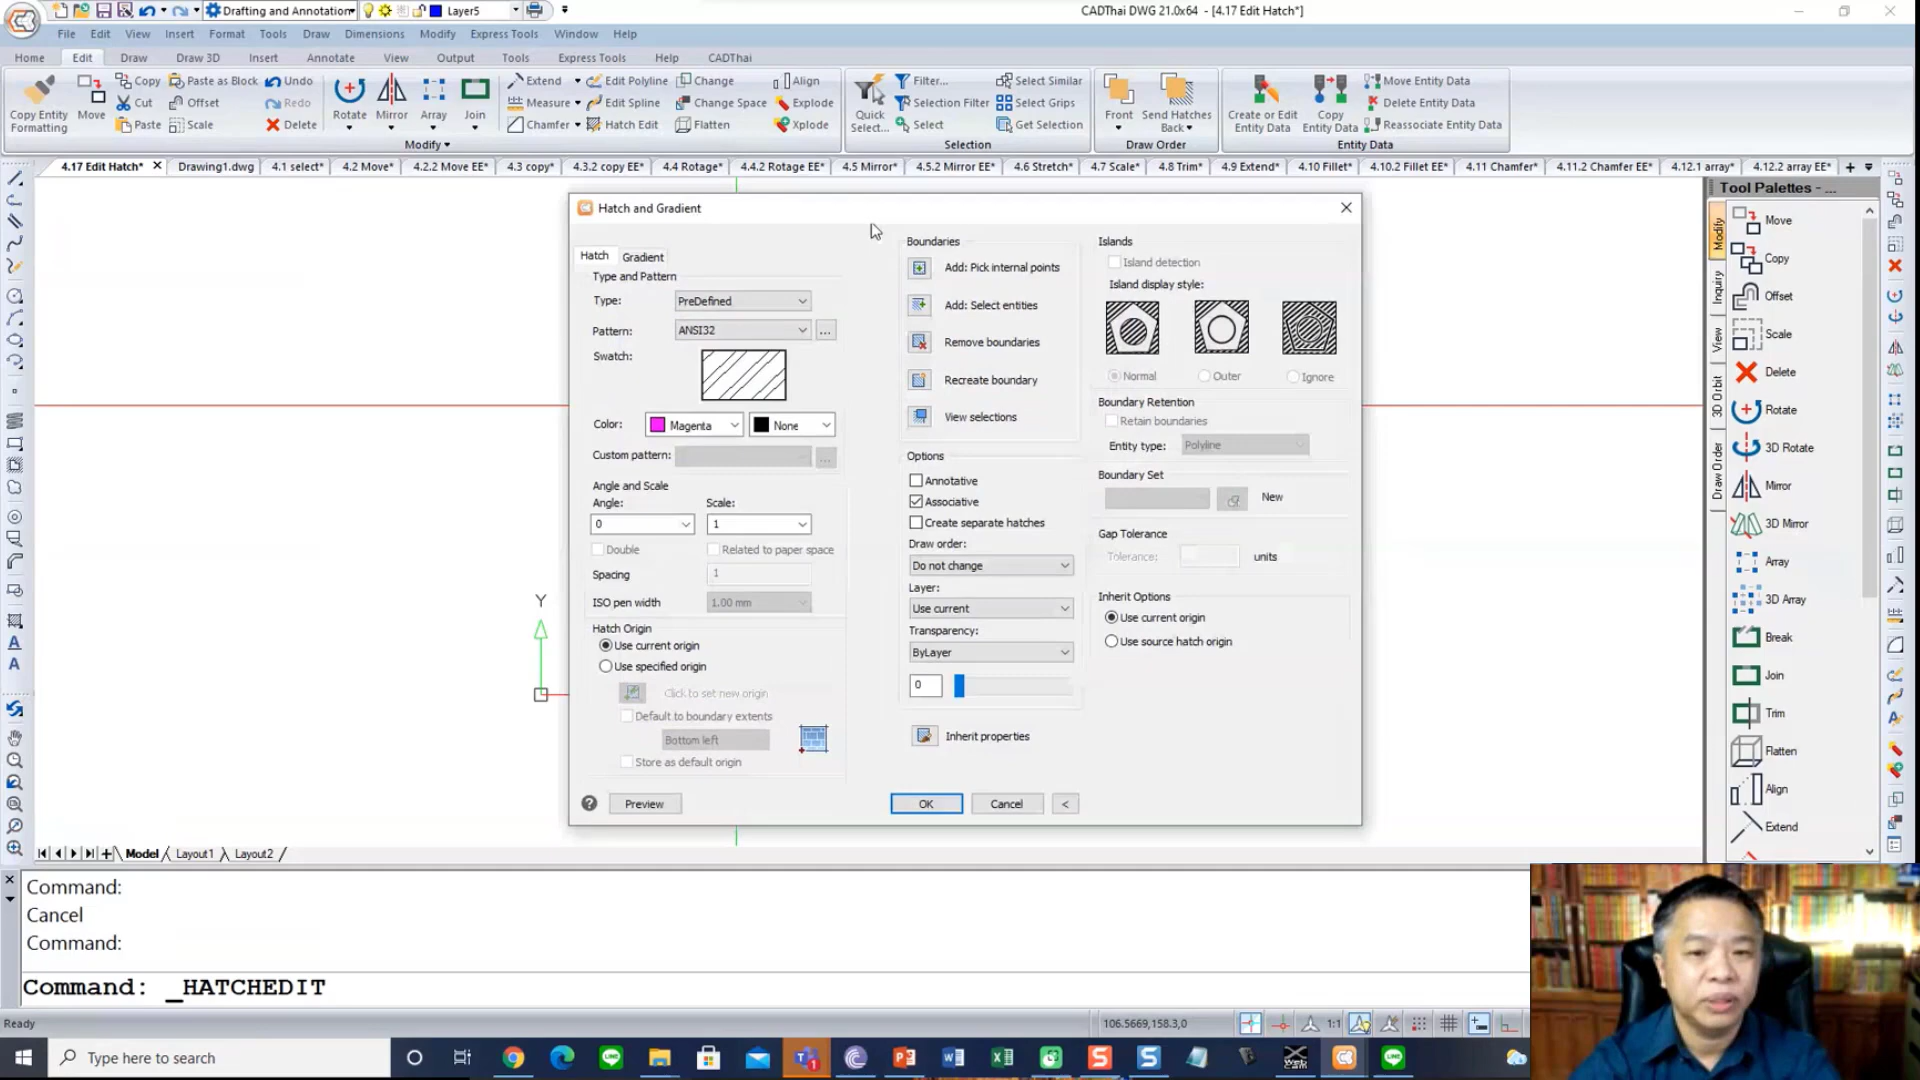 Drafting and Annotation
Layer5
CADThai DWG 21.0x64 - [4.17 Edit Hatch*]
File Edit View Insert Format Tools Draw Dimensions Modify Express Tools Window Help
Home Edit Draw Draw 3D Insert Annotate View Output Tools Express Tools Help CADThai
Copy Entity Formatting
Move
Copy
Cut
Paste
Paste as Block
Offset
Scale
Undo
Redo
Delete
Rotate
Mirror
Array
Join
Extend
Measure
Chamfer
Edit Polyline
Edit Spline
Hatch Edit
Change
Change Space
Flatten
Align
Explode
Xplode
Modify
Quick Select...
Filter...
Selection Filter
Select
Select Similar
Select Grips
Get Selection
Selection
Front
Send Hatches Back
Draw Order
Create or Edit Entity Data
Copy Entity Data
Move Entity Data
Delete Entity Data
Reassociate Entity Data
Entity Data
4.17 Edit Hatch* Drawing1.dwg 4.1 select* 4.2 Move* 4.2.2 Move EE* 4.3 copy* 4.3.2 copy EE* 4.4 Rotage* 4.4.2 Rotage EE* 4.5 Mirror* 4.5.2 Mirror EE* 4.6 Stretch* 4.7 Scale* 4.8 Trim* 4.9 Extend* 4.10 Fillet* 4.10.2 Fillet EE* 4.11 Chamfer* 4.11.2 Chamfer EE* 4.12.1 array* 4.12.2 array EE*
Hatch and Gradient
Hatch Gradient
Type and Pattern
Type: PreDefined
Pattern: ANSI32 ...
Swatch:
Color: Magenta None
Custom pattern: ...
Angle and Scale
Angle: Scale:
0 1
Double Related to paper space
Spacing 1
ISO pen width 1.00 mm
Hatch Origin
Use current origin
Use specified origin
Click to set new origin
Default to boundary extents
Bottom left
Store as default origin
Preview
Boundaries
Add: Pick internal points
Add: Select entities
Remove boundaries
Recreate boundary
View selections
Options
Annotative
Associative
Create separate hatches
Draw order:
Do not change
Layer:
Use current
Transparency:
ByLayer
0
Inherit properties
OK Cancel <
Islands
Island detection
Island display style:
Normal Outer Ignore
Boundary Retention
Retain boundaries
Entity type: Polyline
Boundary Set
New
Gap Tolerance
Tolerance: units
Inherit Options
Use current origin
Use source hatch origin
Y
Tool Palettes - ...
Modify
Inquiry
View
3D Orbit
Draw Order
Move
Copy
Offset
Scale
Delete
Rotate
3D Rotate
Mirror
3D Mirror
Array
3D Array
Break
Join
Trim
Flatten
Align
Extend
Model Layout1 Layout2
Command:
Cancel
Command:
Command: _HATCHEDIT
Ready
106.5669,158.3,0
1:1
Type here to search